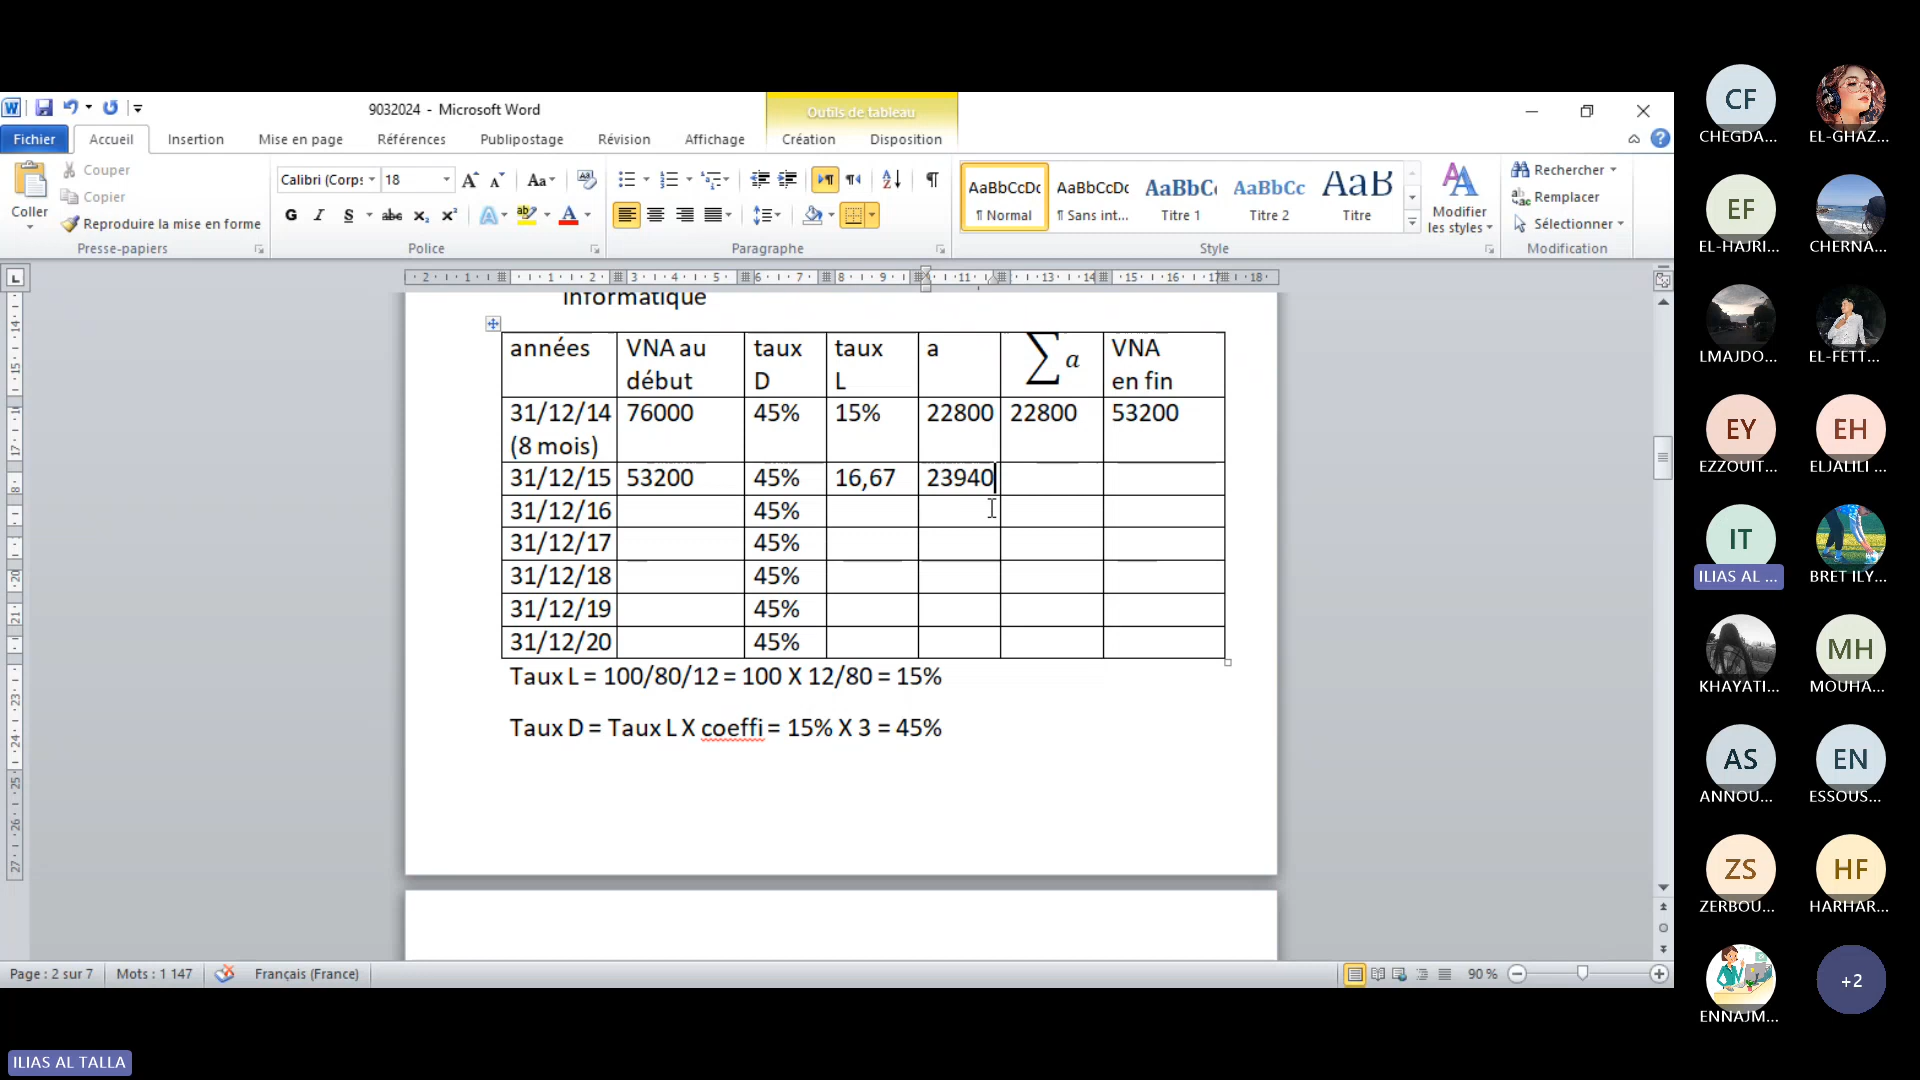 9032024 - Microsoft Word
Outils de tableau
Fichier Accueil Insertion Mise en page Références Publipostage Révision Affichage Création Disposition
Coller
Couper
Copier
Reproduire la mise en forme
Presse-papiers
Calibri (Corps 18
G I S abc x₂ x²
Police
Paragraphe
AaBbCcDc AaBbCcDc AaBbC AaBbCc AaB
¶ Normal ¶ Sans int... Titre 1 Titre 2 Titre
Modifier
les styles
Style
Rechercher
Remplacer
Sélectionner
Modification
informatique
années VNA au début taux D taux L a ∑a VNA en fin
31/12/14 (8 mois) 76000 45% 15% 22800 22800 53200
31/12/15 53200 45% 16,67 23940
31/12/16 45%
31/12/17 45%
31/12/18 45%
31/12/19 45%
31/12/20 45%
Taux L = 100/80/12 = 100 X 12/80 = 15%
Taux D = Taux L X coeffi = 15% X 3 = 45%
Page : 2 sur 7 Mots : 1 147 Français (France) 90 %
CF
CHEGDA... EL-GHAZ...
EF
EL-HAJRI... CHERNA...
LMAJDO... EL-FETT...
EY EH
EZZOUIT... ELJALILI ...
IT
ILIAS AL ... BRET ILY...
MH
KHAYATI... MOUHA...
AS EN
ANNOU... ESSOUS...
ZS HF
ZERBOU... HARHAR...
+2
ENNAJM...
ILIAS AL TALLA